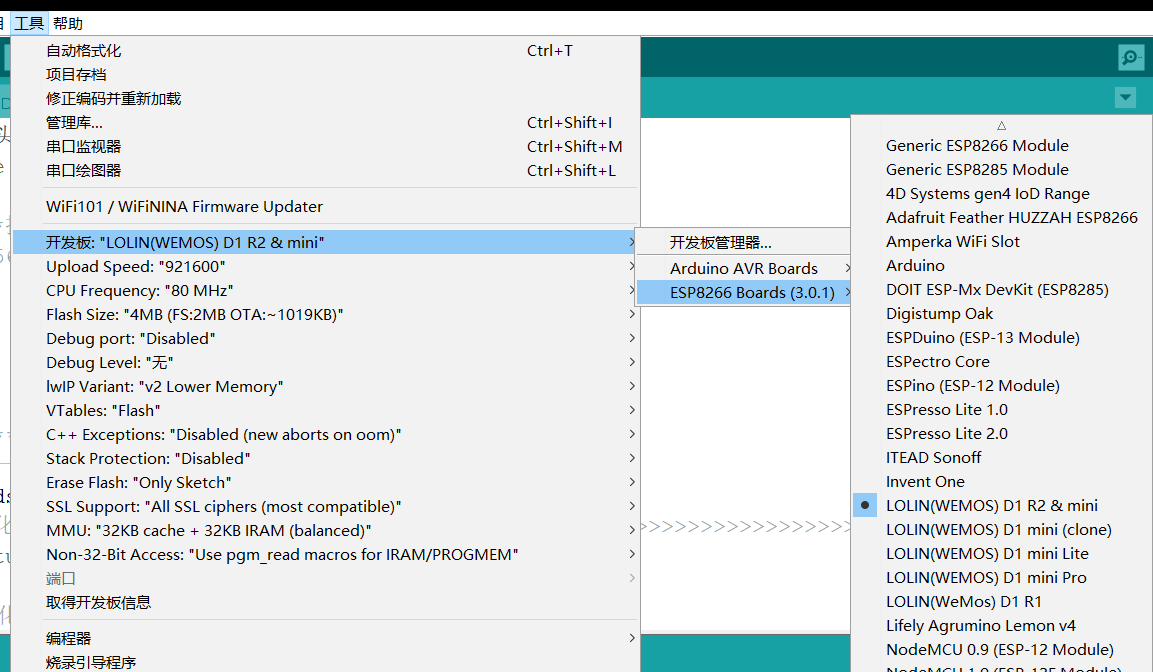 工具 帮助
自动格式化 Ctrl+T
项目存档
修正编码并重新加载
管理库... Ctrl+Shift+I
串口监视器 Ctrl+Shift+M
串口绘图器 Ctrl+Shift+L
WiFi101 / WiFiNINA Firmware Updater
开发板: "LOLIN(WEMOS) D1 R2 & mini"
Upload Speed: "921600"
CPU Frequency: "80 MHz"
Flash Size: "4MB (FS:2MB OTA:~1019KB)"
Debug port: "Disabled"
Debug Level: "无"
lwIP Variant: "v2 Lower Memory"
VTables: "Flash"
C++ Exceptions: "Disabled (new aborts on oom)"
Stack Protection: "Disabled"
Erase Flash: "Only Sketch"
SSL Support: "All SSL ciphers (most compatible)"
MMU: "32KB cache + 32KB IRAM (balanced)"
Non-32-Bit Access: "Use pgm_read macros for IRAM/PROGMEM"
端口
取得开发板信息
编程器
烧录引导程序
开发板管理器...
Arduino AVR Boards
ESP8266 Boards (3.0.1)
>>>>>>>>>>>>>>>>
Generic ESP8266 Module
Generic ESP8285 Module
4D Systems gen4 IoD Range
Adafruit Feather HUZZAH ESP8266
Amperka WiFi Slot
Arduino
DOIT ESP-Mx DevKit (ESP8285)
Digistump Oak
ESPDuino (ESP-13 Module)
ESPectro Core
ESPino (ESP-12 Module)
ESPresso Lite 1.0
ESPresso Lite 2.0
ITEAD Sonoff
Invent One
LOLIN(WEMOS) D1 R2 & mini
LOLIN(WEMOS) D1 mini (clone)
LOLIN(WEMOS) D1 mini Lite
LOLIN(WEMOS) D1 mini Pro
LOLIN(WeMos) D1 R1
Lifely Agrumino Lemon v4
NodeMCU 0.9 (ESP-12 Module)
NodeMCU 1.0 (ESP-12E Module)